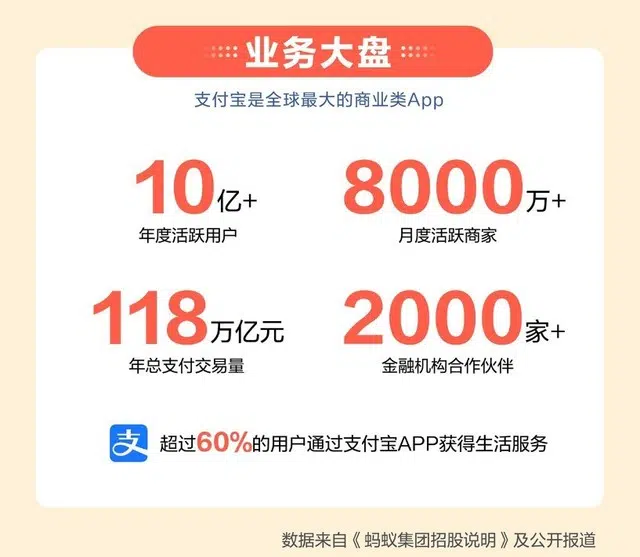 业务大盘
支付宝是全球最大的商业类App
10亿+
年度活跃用户
8000万+
月度活跃商家
118万亿元
年总支付交易量
2000家+
金融机构合作伙伴
支 超过60%的用户通过支付宝APP获得生活服务
数据来自《蚂蚁集团招股说明》及公开报道